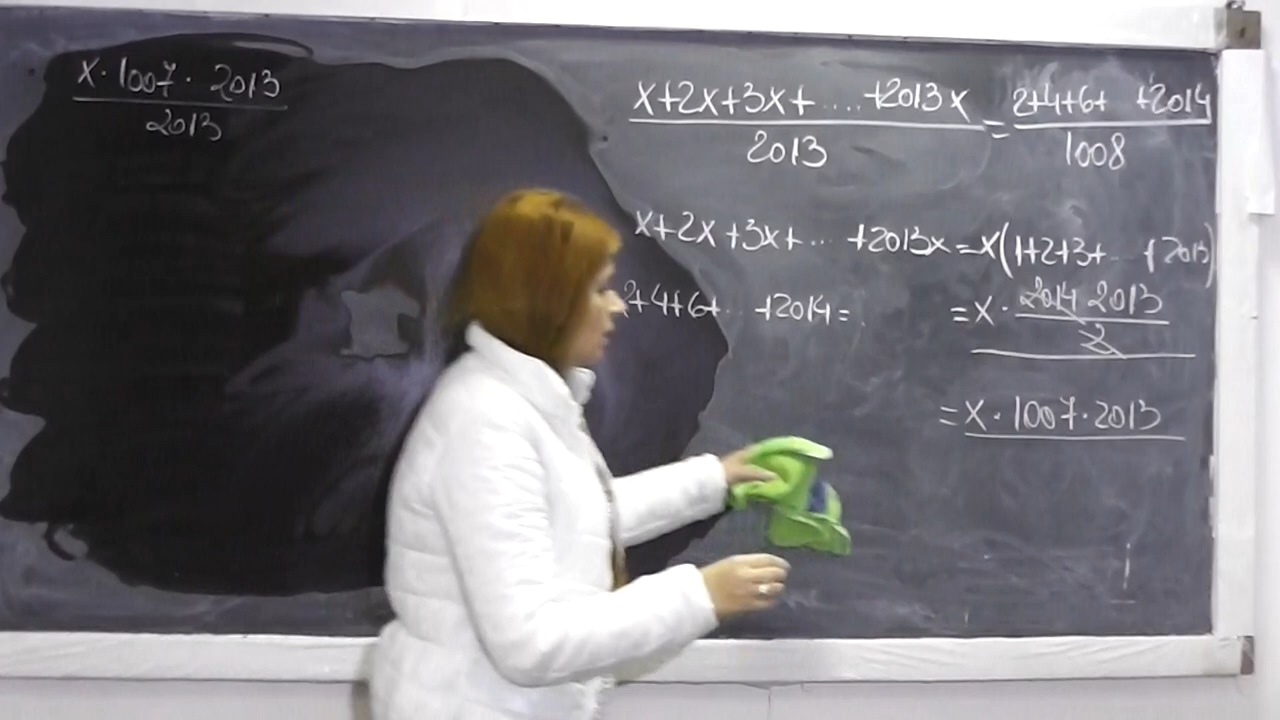 x · 1007 · 2013
2013
x+2x+3x+....+2013x = 2+4+6+ +2014
2013 1008
x+2x+3x+... +2013x = x(1+2+3+...+2013)
2+4+6+.. +2014 = = x · 2014 2013
2
= x · 1007 · 2013